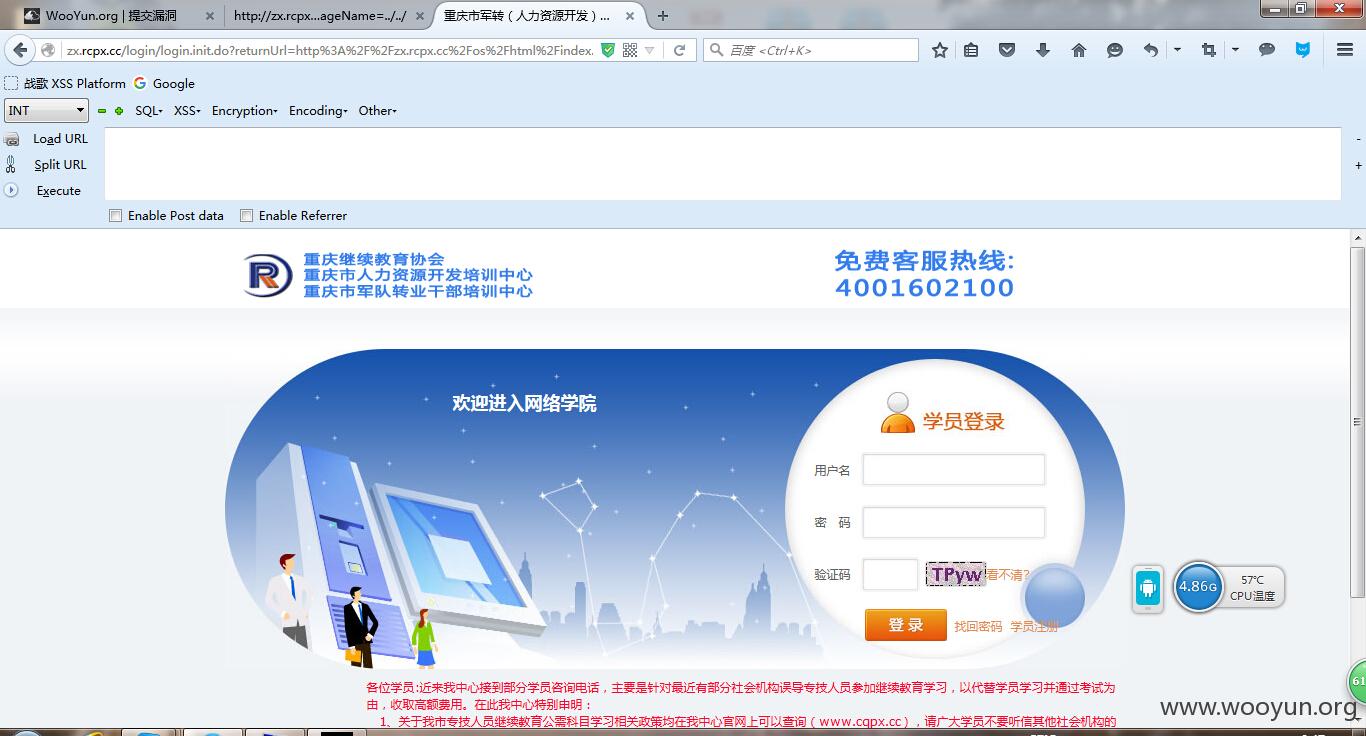 WooYun.org | 提交漏洞
http://zx.rcpx...ageName=../../
重庆市军转（人力资源开发）...
zx.rcpx.cc/login/login.init.do?returnUrl=http%3A%2F%2Fzx.rcpx.cc%2Fos%2Fhtml%2Findex.
百度 <Ctrl+K>
战歌 XSS Platform
Google
INT
SQL
XSS
Encryption
Encoding
Other
Load URL
Split URL
Execute
Enable Post data
Enable Referrer
重庆继续教育协会
重庆市人力资源开发培训中心
重庆市军队转业干部培训中心
免费客服热线:
4001602100
欢迎进入网络学院
学员登录
用户名
密 码
验证码
TPyw
看不清?
登 录
找回密码
学员注册
4.86G
57℃
CPU温度
61
各位学员:近来我中心接到部分学员咨询电话，主要是针对最近有部分社会机构误导专技人员参加继续教育学习，以代替学员学习并通过考试为
由，收取高额费用。在此我中心特别申明：
1、关于我市专技人员继续教育公需科目学习相关政策均在我中心官网上可以查询（www.cqpx.cc），请广大学员不要听信其他社会机构的
www.wooyun.org